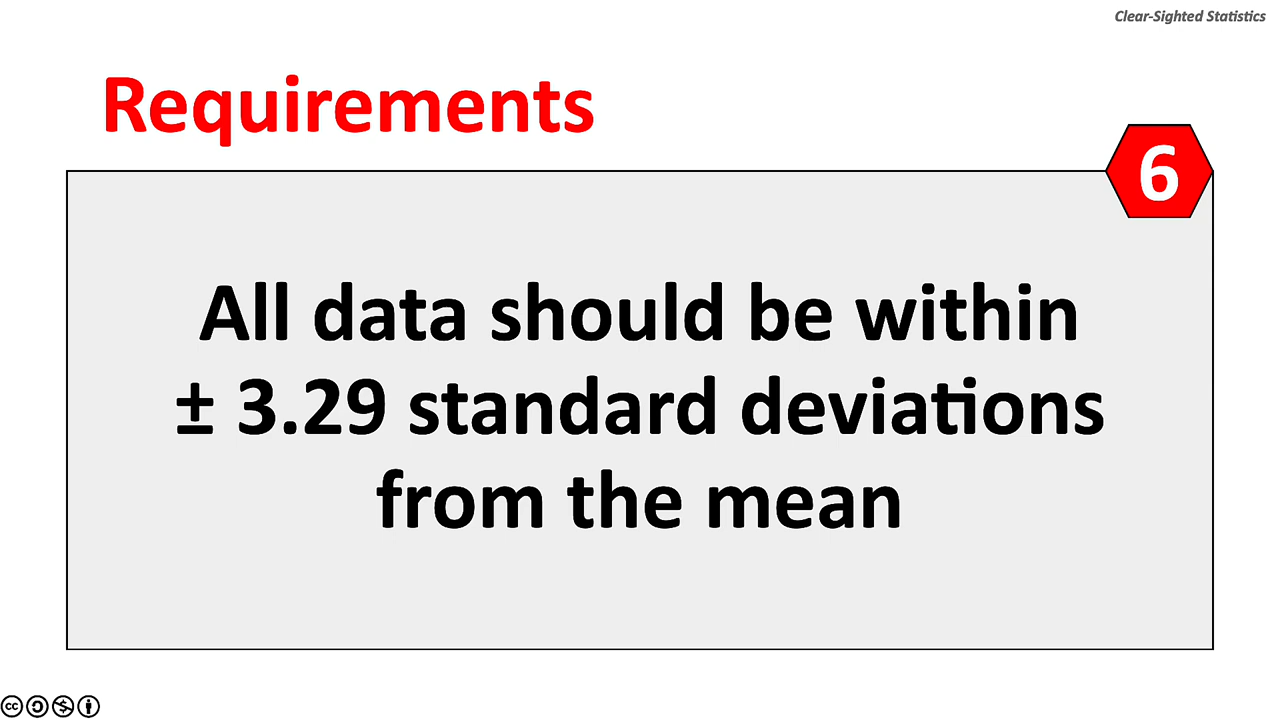 Clear-Sighted Statistics
Requirements
6
All data should be within
± 3.29 standard deviations
from the mean